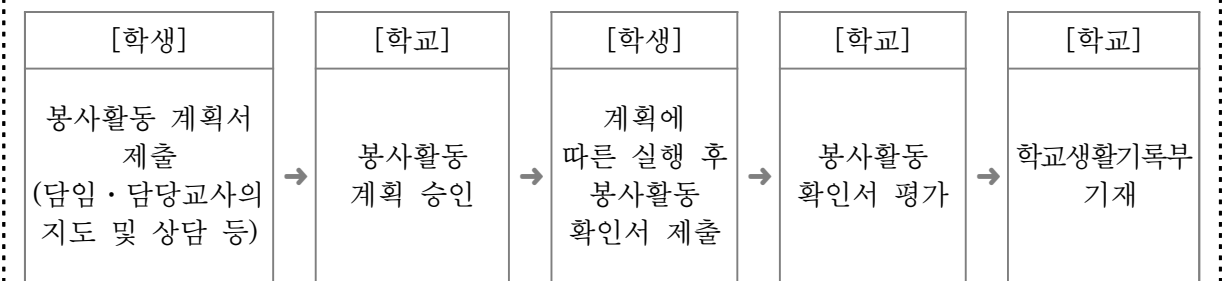 [학생]
봉사활동 계획서
제출
(담임·담당교사의
지도 및 상담 등)
➜
[학교]
봉사활동
계획 승인
➜
[학생]
계획에
따른 실행 후
봉사활동
확인서 제출
➜
[학교]
봉사활동
확인서 평가
➜
[학교]
학교생활기록부
기재